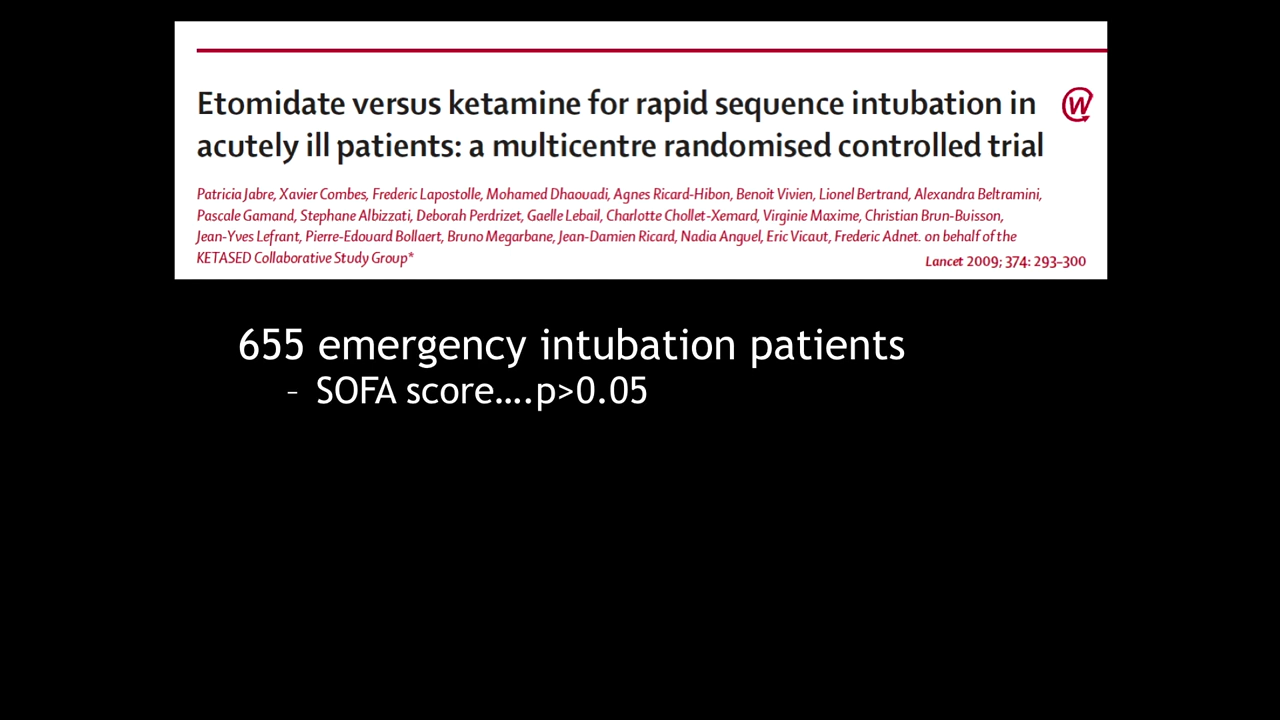 Etomidate versus ketamine for rapid sequence intubation in
acutely ill patients: a multicentre randomised controlled trial
W
Patricia Jabre, Xavier Combes, Frederic Lapostolle, Mohamed Dhaouadi, Agnes Ricard-Hibon, Benoit Vivien, Lionel Bertrand, Alexandra Beltramini,
Pascale Gamand, Stephane Albizzati, Deborah Perdrizet, Gaelle Lebail, Charlotte Chollet-Xemard, Virginie Maxime, Christian Brun-Buisson,
Jean-Yves Lefrant, Pierre-Edouard Bollaert, Bruno Megarbane, Jean-Damien Ricard, Nadia Anguel, Eric Vicaut, Frederic Adnet. on behalf of the
KETASED Collaborative Study Group*
Lancet 2009; 374: 293–300
655 emergency intubation patients
– SOFA score....p>0.05